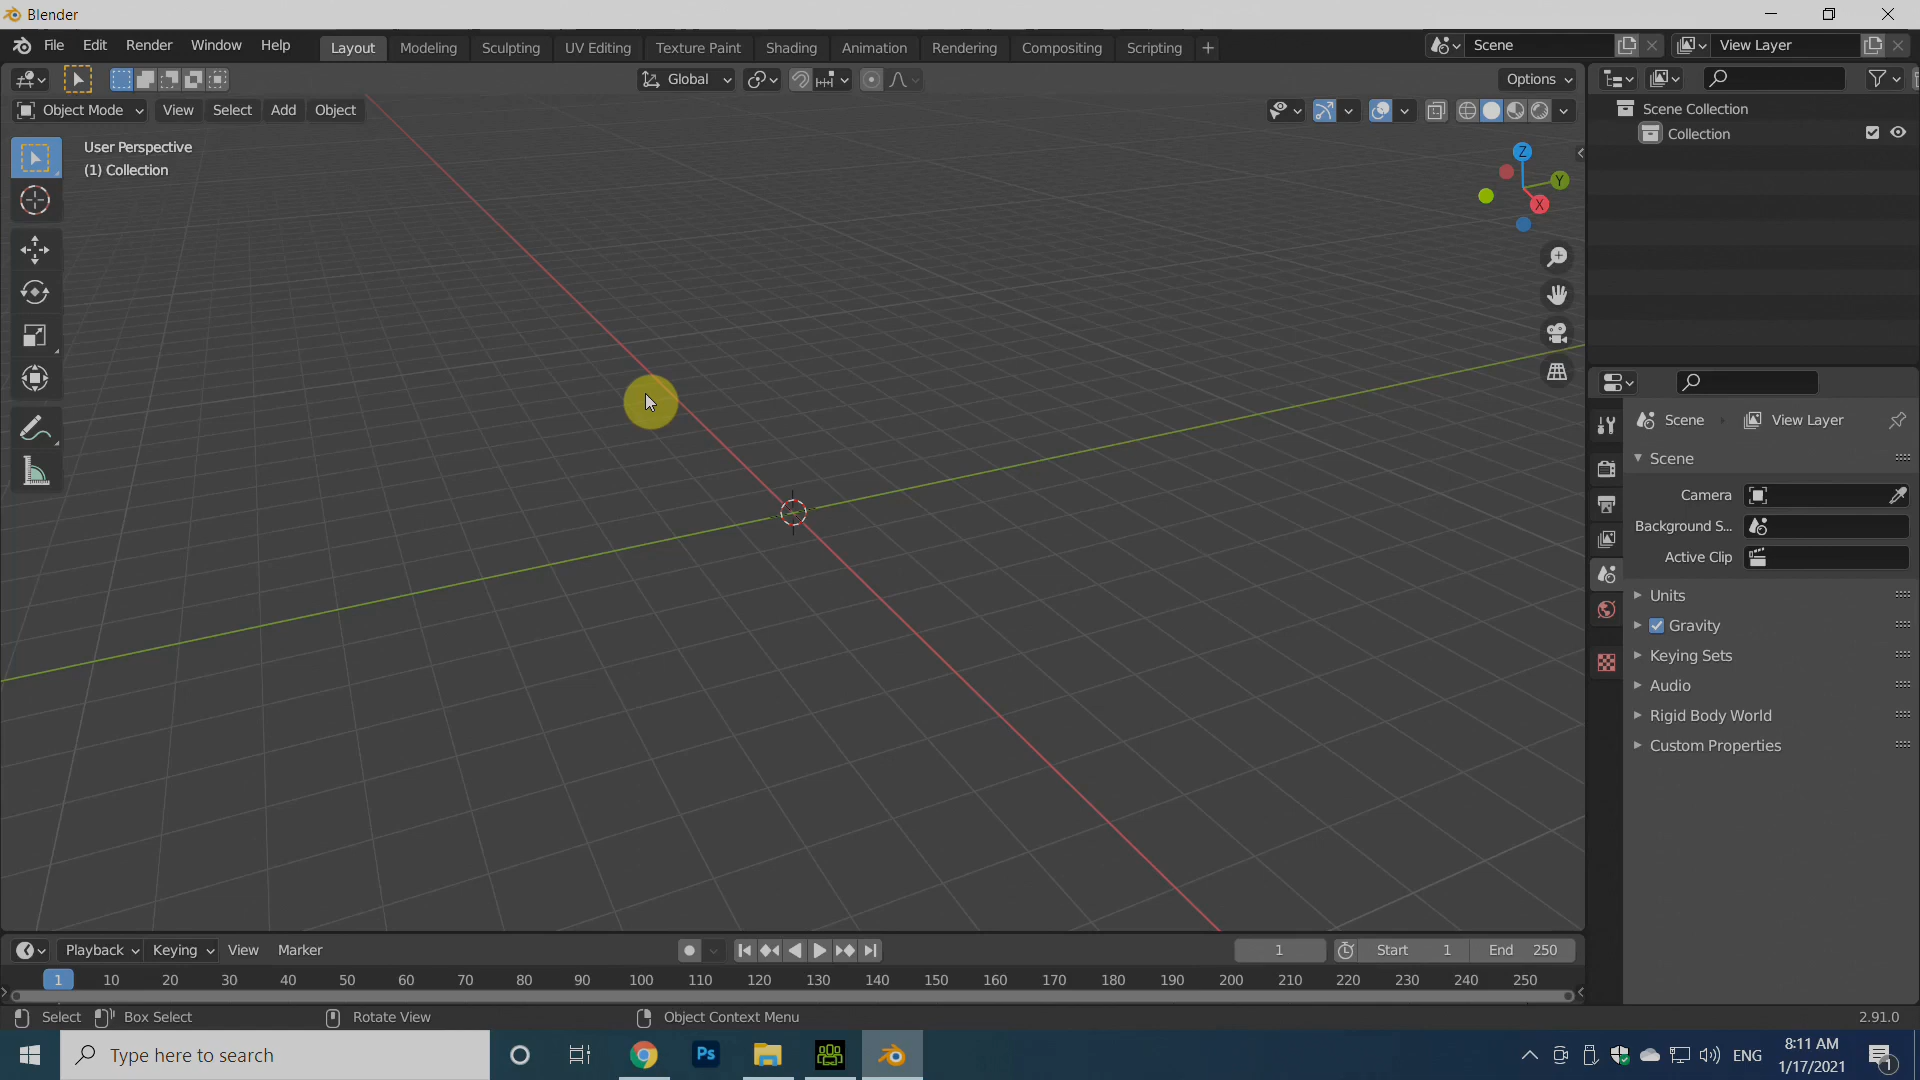 Blender
File Edit Render Window Help Layout Modeling Sculpting UV Editing Texture Paint Shading Animation Rendering Compositing Scripting + Scene View Layer
Global Options
Object Mode View Select Add Object
User Perspective
(1) Collection
Z
Y
X
Scene Collection
Collection
Scene View Layer
Scene
Camera
Background S...
Active Clip
Units
Gravity
Keying Sets
Audio
Rigid Body World
Custom Properties
Playback Keying View Marker 1 Start 1 End 250
1 10 20 30 40 50 60 70 80 90 100 110 120 130 140 150 160 170 180 190 200 210 220 230 240 250
Select Box Select Rotate View Object Context Menu 2.91.0
Type here to search Ps ENG 8:11 AM
1/17/2021 1